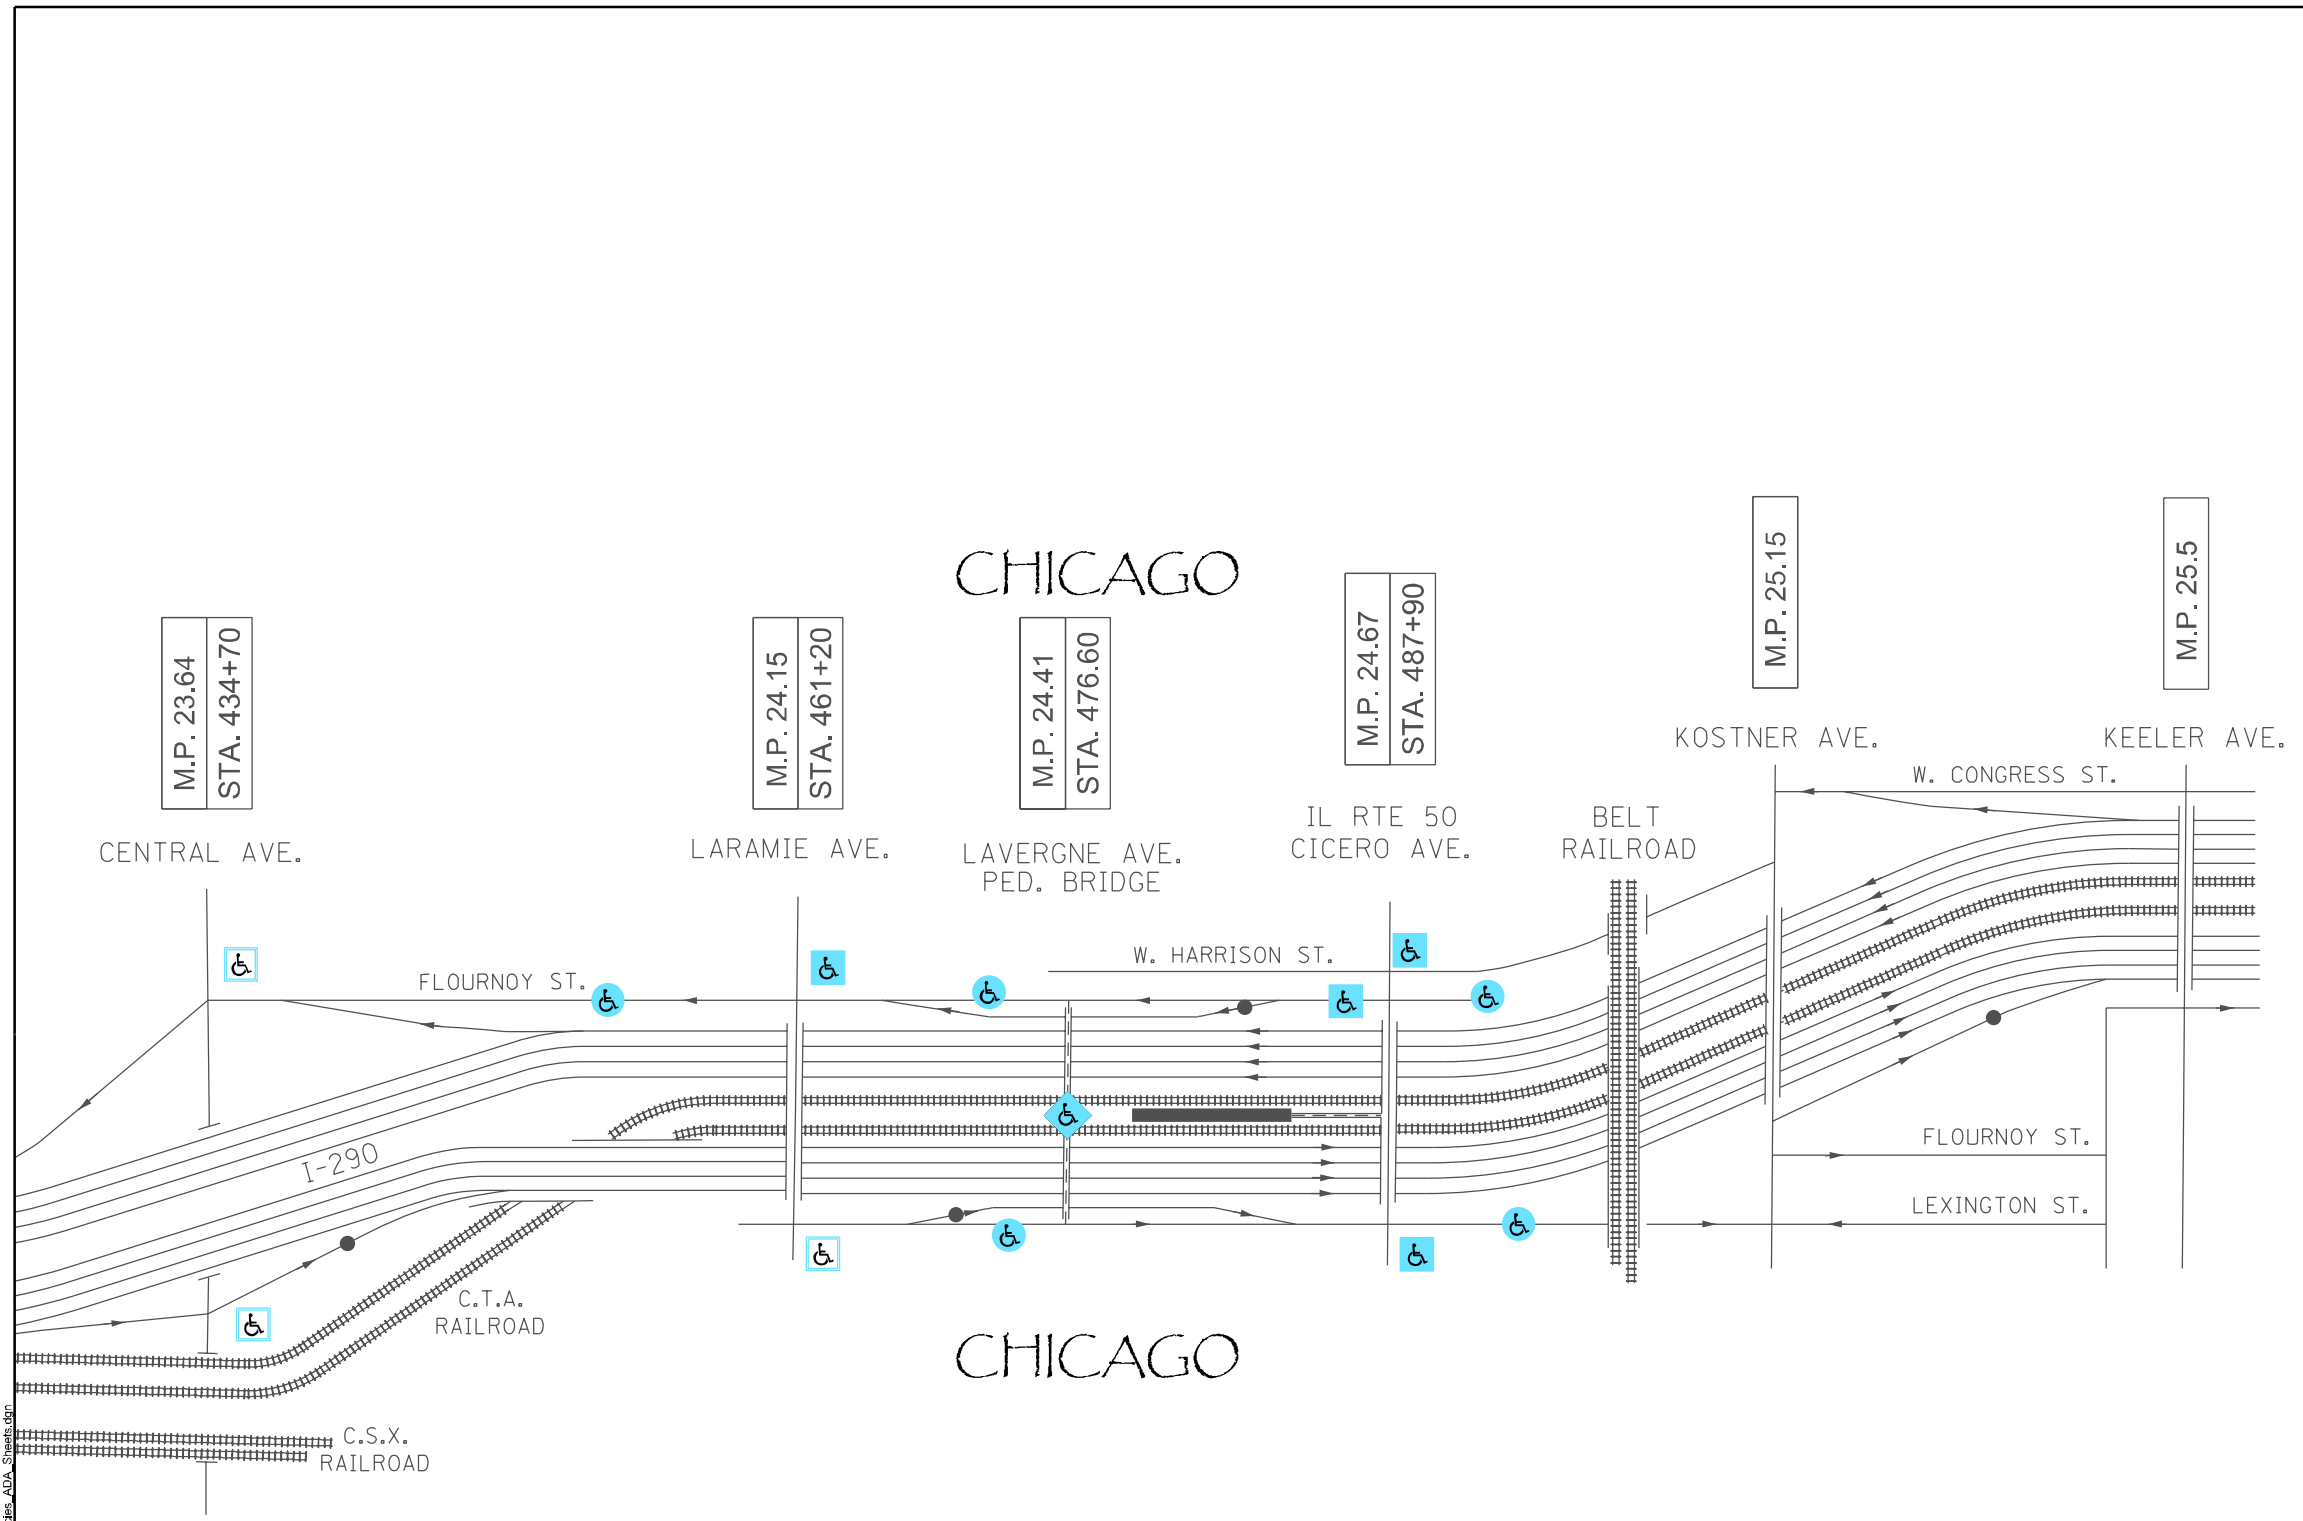 CHICAGO
M.P. 23.64
STA. 434+70
M.P. 24.15
STA. 461+20
M.P. 24.41
STA. 476.60
M.P. 24.67
STA. 487+90
M.P. 25.15
M.P. 25.5
CENTRAL AVE.
LARAMIE AVE.
LAVERGNE AVE.
PED. BRIDGE
IL RTE 50
CICERO AVE.
BELT
RAILROAD
KOSTNER AVE.
KEELER AVE.
W. CONGRESS ST.
W. HARRISON ST.
FLOURNOY ST.
I-290
FLOURNOY ST.
LEXINGTON ST.
C.T.A.
RAILROAD
CHICAGO
C.S.X.
RAILROAD
ADA_Sheets.dgn